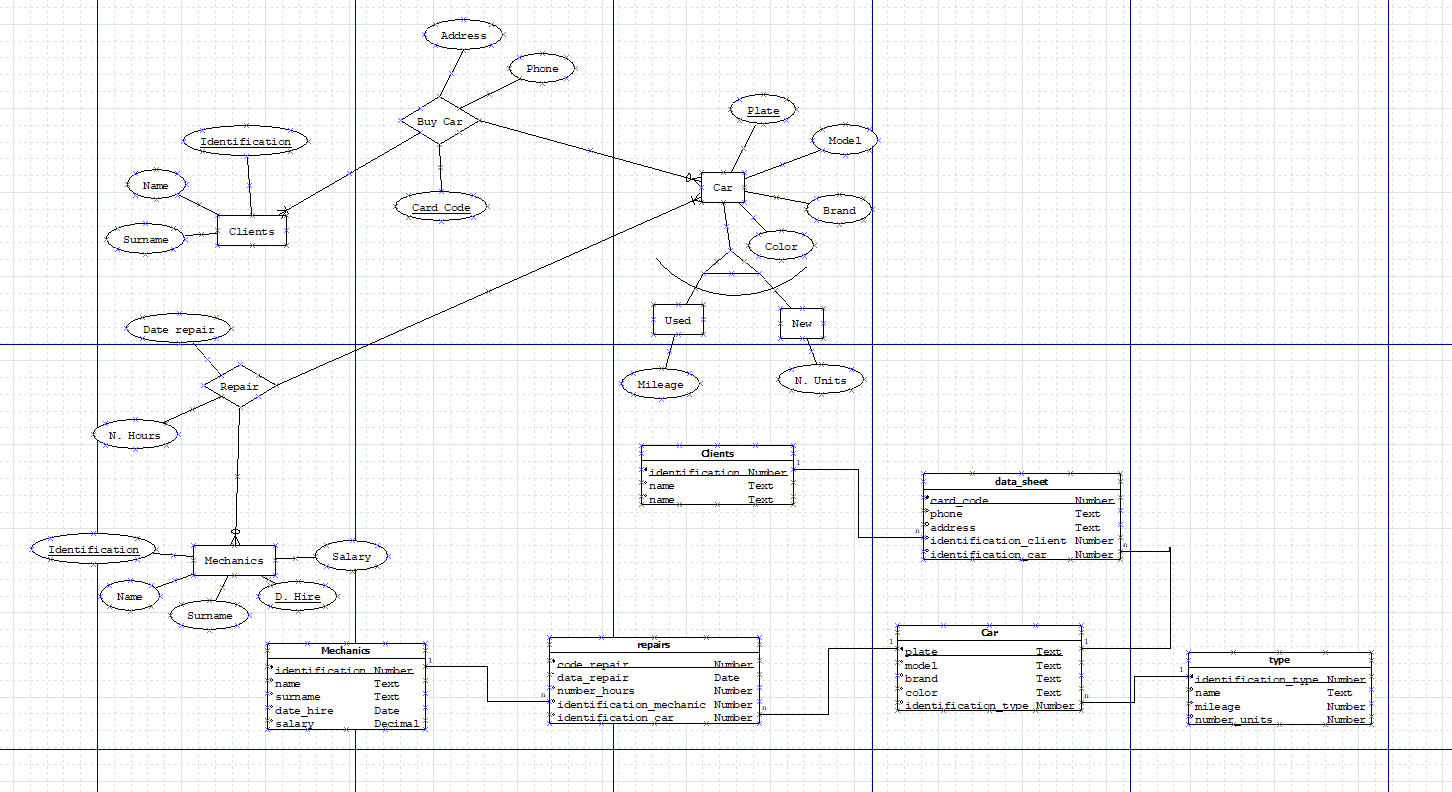 Address
Phone
Buy Car
Card Code
Identification
Name
Surname
Clients
Plate
Model
Car
Brand
Color
Used
New
Mileage
N. Units
Date repair
Repair
N. Hours
Identification
Mechanics
Salary
Name
Surname
D. Hire
Clients
identification Number
name Text
name Text
1
data_sheet
card_code Number
phone Text
address Text
identification_client Number
identification_car Number
n
n
Mechanics
identification Number
name Text
surname Text
date_hire Date
salary Decimal
1
repairs
code_repair Number
data_repair Date
number_hours Number
identification_mechanic Number
identification_car Number
n
n
Car
plate Text
model Text
brand Text
color Text
identification_type Number
1
1
n
type
identification_type Number
name Text
mileage Number
number_units Number
1